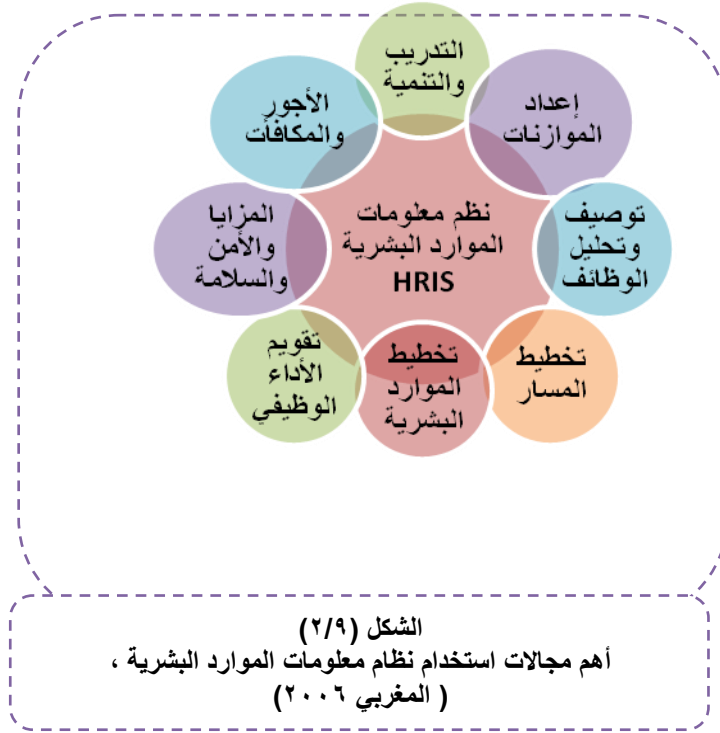 التدريب
والتنمية
إعداد
الموازنات
توصيف
وتحليل
الوظائف
تخطيط
المسار
تخطيط
الموارد
البشرية
تقويم
الأداء
الوظيفي
المزايا
والأمن
والسلامة
الأجور
والمكافآت
نظم معلومات
الموارد البشرية
HRIS
الشكل (٢/٩)
أهم مجالات استخدام نظام معلومات الموارد البشرية ،
( المغربي ٢٠٠٦)